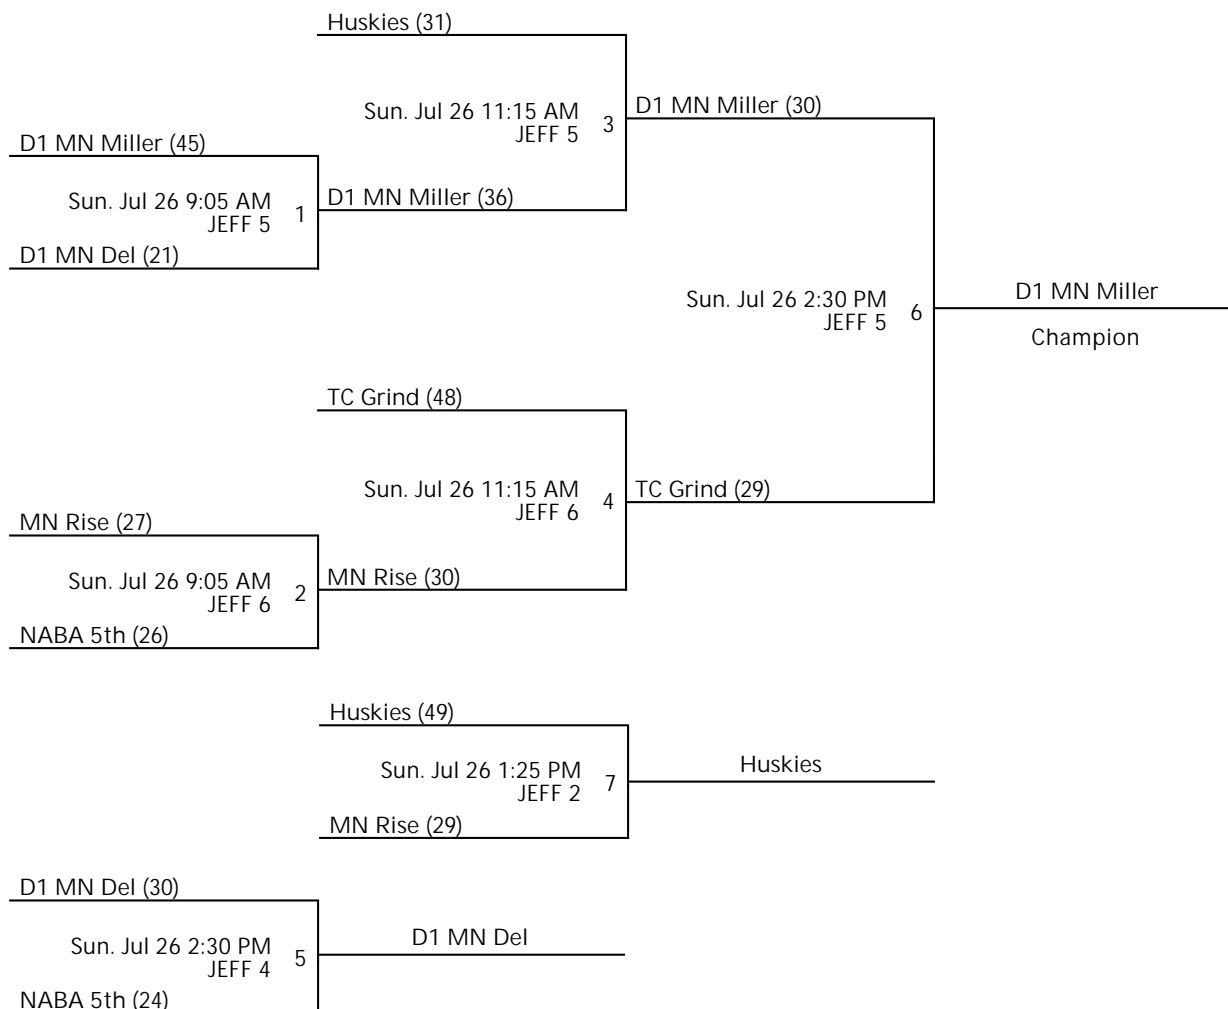 Huskies (31)
Sun. Jul 26 11:15 AM
JEFF 5
3
D1 MN Miller (30)
D1 MN Miller (45)
Sun. Jul 26 9:05 AM
JEFF 5
1
D1 MN Miller (36)
D1 MN Del (21)
Sun. Jul 26 2:30 PM
JEFF 5
6
D1 MN Miller
Champion
TC Grind (48)
Sun. Jul 26 11:15 AM
JEFF 6
4
TC Grind (29)
MN Rise (27)
Sun. Jul 26 9:05 AM
JEFF 6
2
MN Rise (30)
NABA 5th (26)
Huskies (49)
Sun. Jul 26 1:25 PM
JEFF 2
7
Huskies
MN Rise (29)
D1 MN Del (30)
Sun. Jul 26 2:30 PM
JEFF 4
5
D1 MN Del
NABA 5th (24)